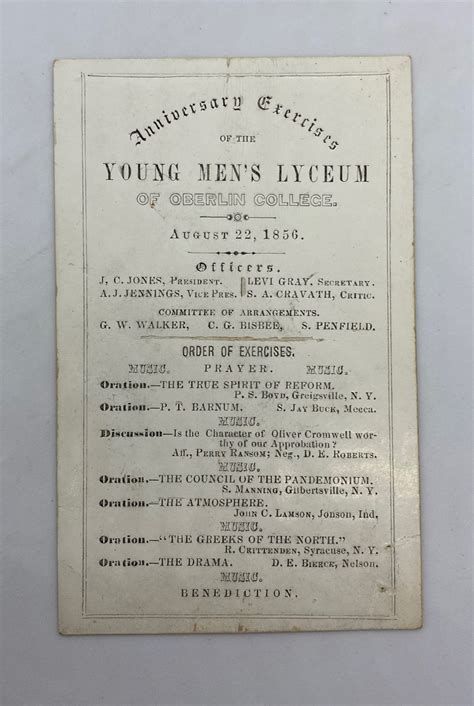 Anniversary Exercises
OF THE
YOUNG MEN'S LYCEUM
OF OBERLIN COLLEGE.
AUGUST 22, 1856.
Officers.
J. C. JONES, PRESIDENT. LEVI GRAY, SECRETARY.
A. J. JENNINGS, VICE PRES. S. A. CRAVATH, CRITIC.
COMMITTEE OF ARRANGEMENTS.
G. W. WALKER, C. G. BISBEE, S. PENFIELD.
ORDER OF EXERCISES.
MUSIC. PRAYER. MUSIC.
Oration.—THE TRUE SPIRIT OF REFORM.
P. S. BOYD, Greigsville, N. Y.
Oration.—P. T. BARNUM. S. JAY BUCK, Mecca.
MUSIC.
Discussion—Is the Character of Oliver Cromwell wor-
thy of our Approbation?
Aff., PERRY RANSOM; Neg., D. E. ROBERTS.
MUSIC.
Oration.—THE COUNCIL OF THE PANDEMONIUM.
S. MANNING, Gilbertsville, N. Y.
Oration.—THE ATMOSPHERE.
JOHN C. LAMSON, Jonson, Ind.
MUSIC.
Oration.—"THE GREEKS OF THE NORTH."
R. CRITTENDEN, Syracuse, N. Y.
Oration.—THE DRAMA. D. E. BIERCE, Nelson.
MUSIC.
BENEDICTION.